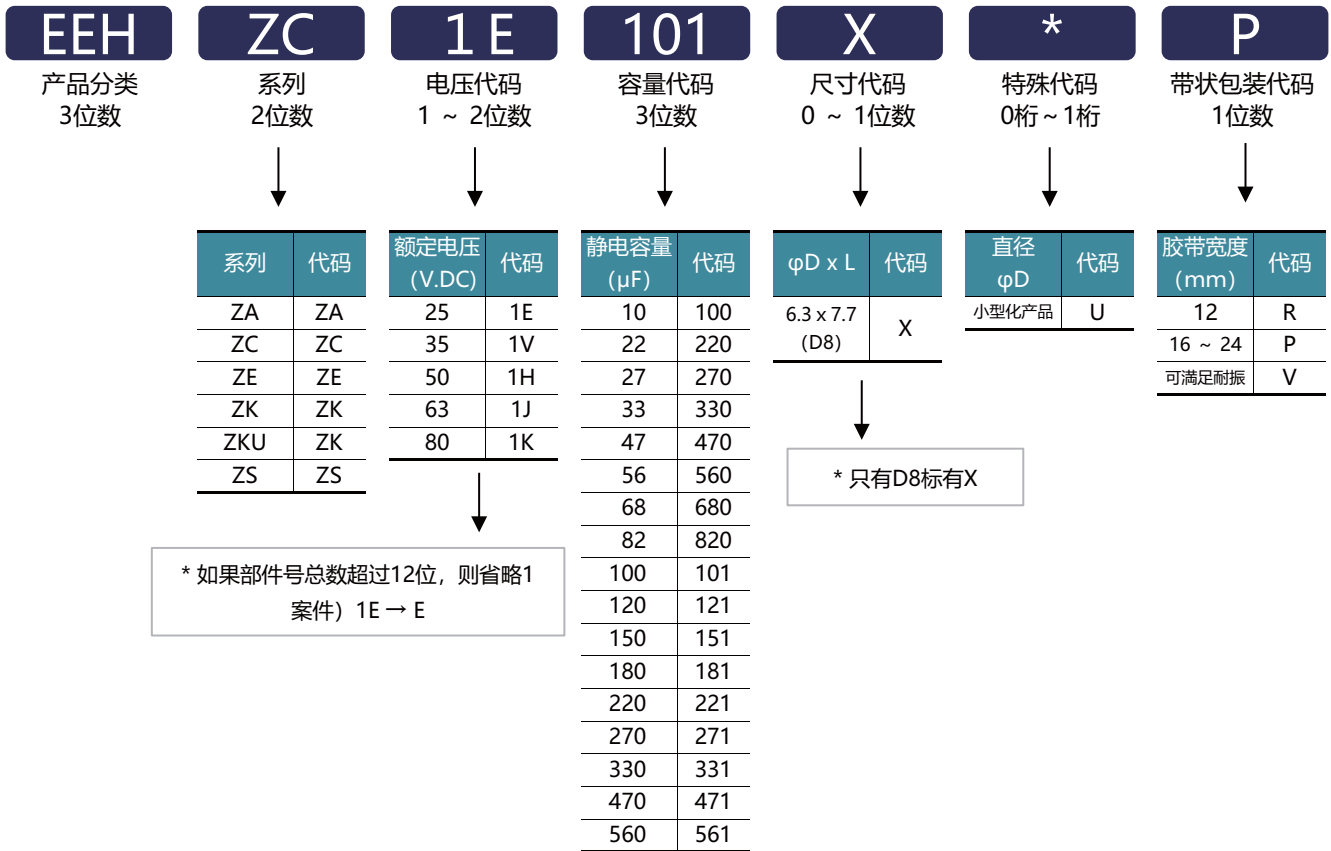 EEH ZC 1E 101 X * P
产品分类 系列 电压代码 容量代码 尺寸代码 特殊代码 带状包装代码
3位数 2位数 1 ~ 2位数 3位数 0 ~ 1位数 0桁~1桁 1位数
系列 代码
ZA ZA
ZC ZC
ZE ZE
ZK ZK
ZKU ZK
ZS ZS
额定电压
(V.DC) 代码
25 1E
35 1V
50 1H
63 1J
80 1K
* 如果部件号总数超过12位，则省略1
案件）1E → E
静电容量
(μF) 代码
10 100
22 220
27 270
33 330
47 470
56 560
68 680
82 820
100 101
120 121
150 151
180 181
220 221
270 271
330 331
470 471
560 561
φD x L 代码
6.3 x 7.7
(D8) X
* 只有D8标有X
直径
φD 代码
小型化产品 U
胶带宽度
(mm) 代码
12 R
16 ~ 24 P
可满足耐振 V